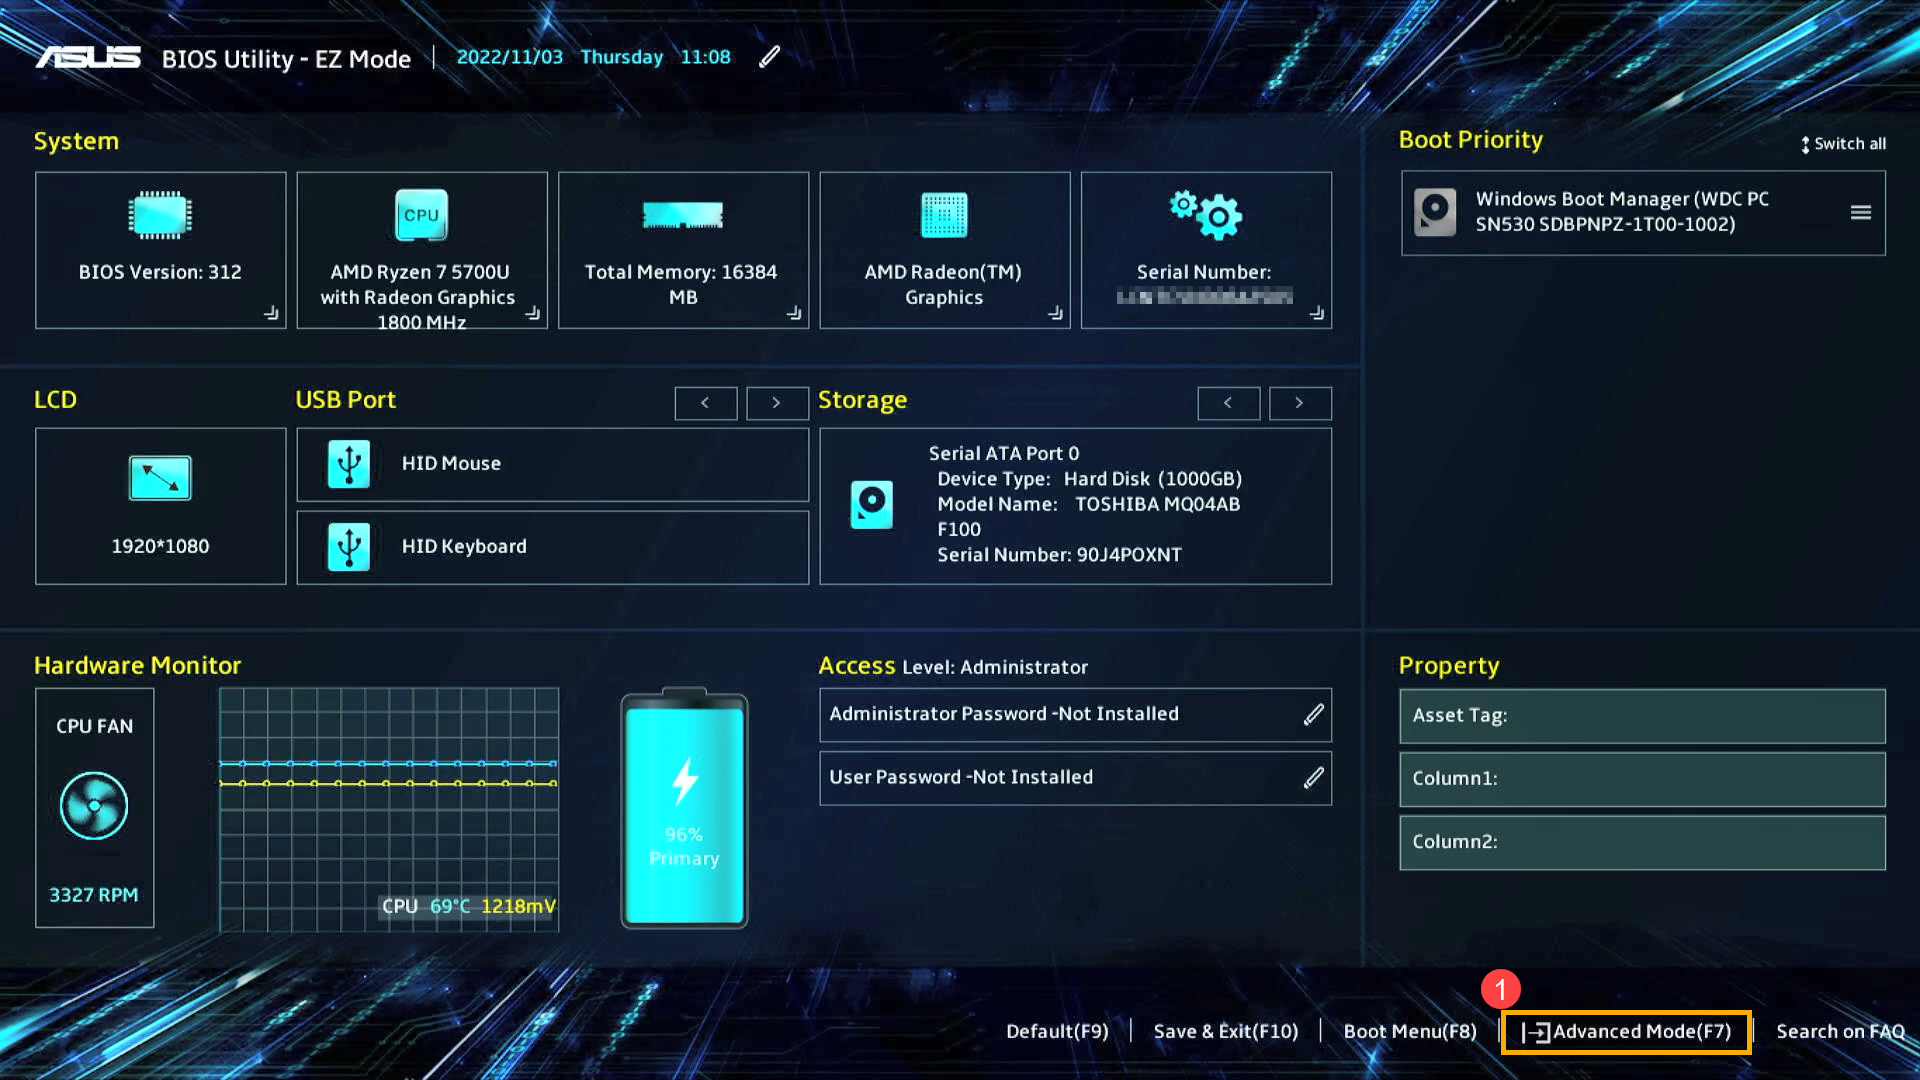 ASUS BIOS Utility - EZ Mode 2022/11/03 Thursday 11:08
System
BIOS Version: 312
CPU
AMD Ryzen 7 5700U
with Radeon Graphics
1800 MHz
Total Memory: 16384
MB
AMD Radeon(TM)
Graphics
Serial Number:
Boot Priority
Switch all
Windows Boot Manager (WDC PC
SN530 SDBPNPZ-1T00-1002)
LCD
1920*1080
USB Port
< >
HID Mouse
HID Keyboard
Storage
< >
Serial ATA Port 0
Device Type: Hard Disk (1000GB)
Model Name: TOSHIBA MQ04AB
F100
Serial Number: 90J4POXNT
Hardware Monitor
CPU FAN
3327 RPM
CPU 69°C 1218mV
96%
Primary
Access Level: Administrator
Administrator Password -Not Installed
User Password -Not Installed
Property
Asset Tag:
Column1:
Column2:
1
Default(F9) | Save & Exit(F10) | Boot Menu(F8) | Advanced Mode(F7) | Search on FAQ